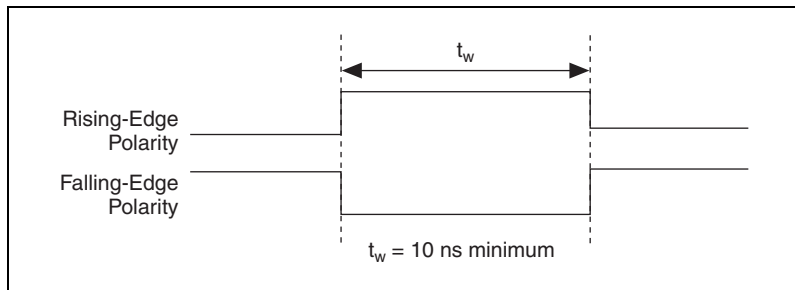 t_w
Rising-Edge
Polarity
Falling-Edge
Polarity
t_w = 10 ns minimum